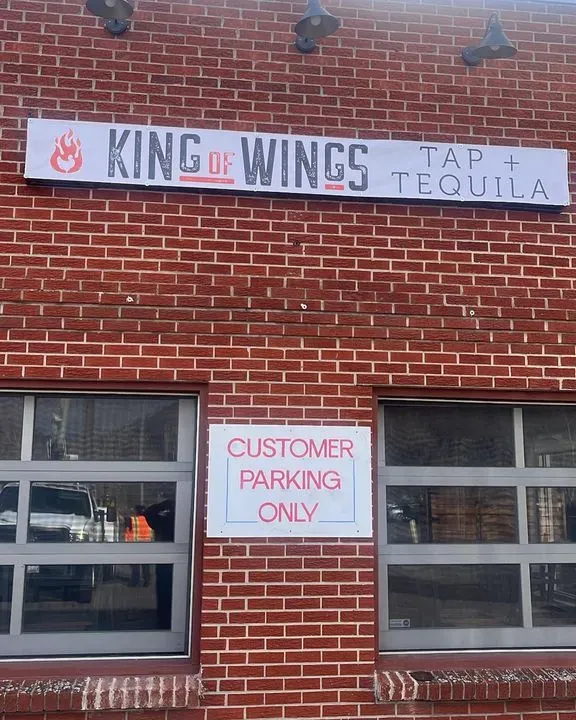 KING OF WINGS
TAP +
TEQUILA
CUSTOMER
PARKING
ONLY